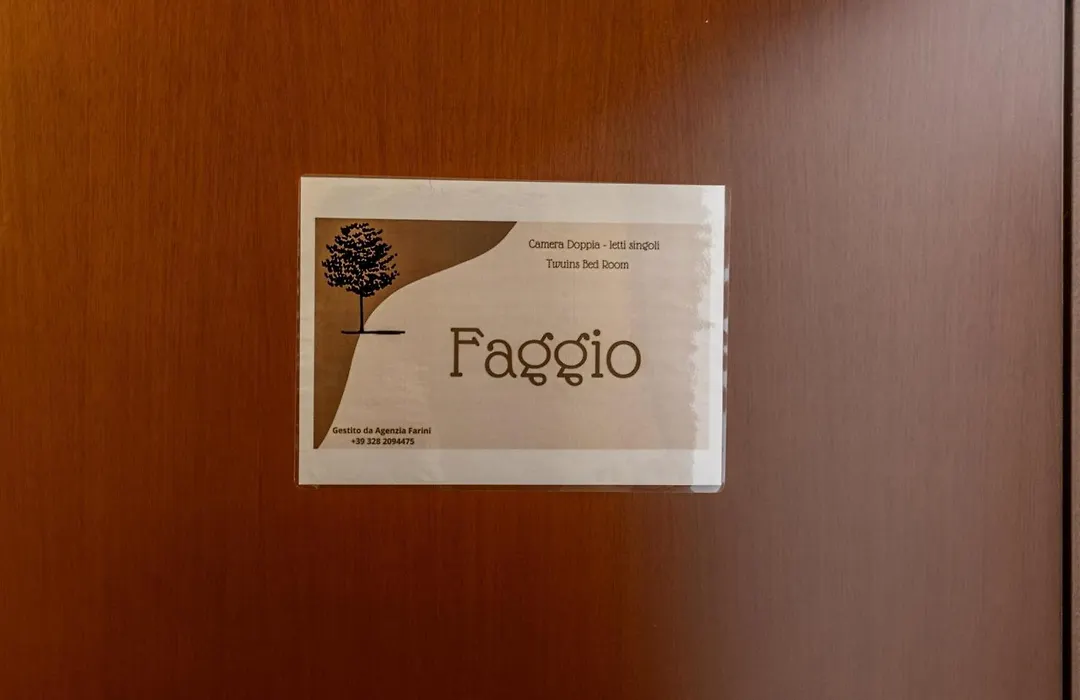 Camera Doppia - letti singoli
Twuins Bed Room
Faggio
Gestito da Agenzia Farini
+39 328 2094475